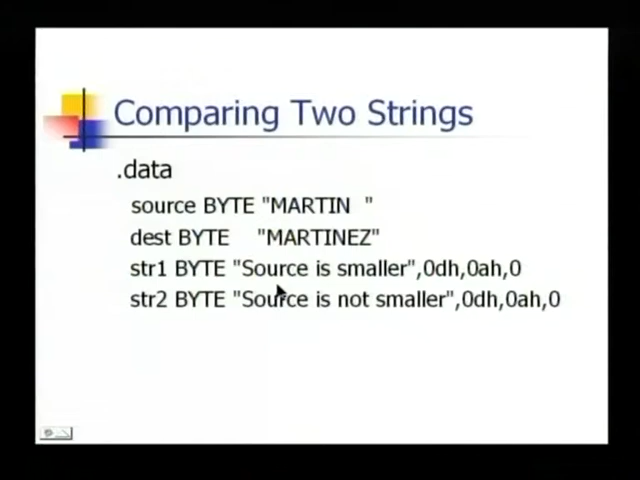 Comparing Two Strings
.data
source BYTE "MARTIN  "
dest BYTE   "MARTINEZ"
str1 BYTE "Source is smaller",0dh,0ah,0
str2 BYTE "Source is not smaller",0dh,0ah,0